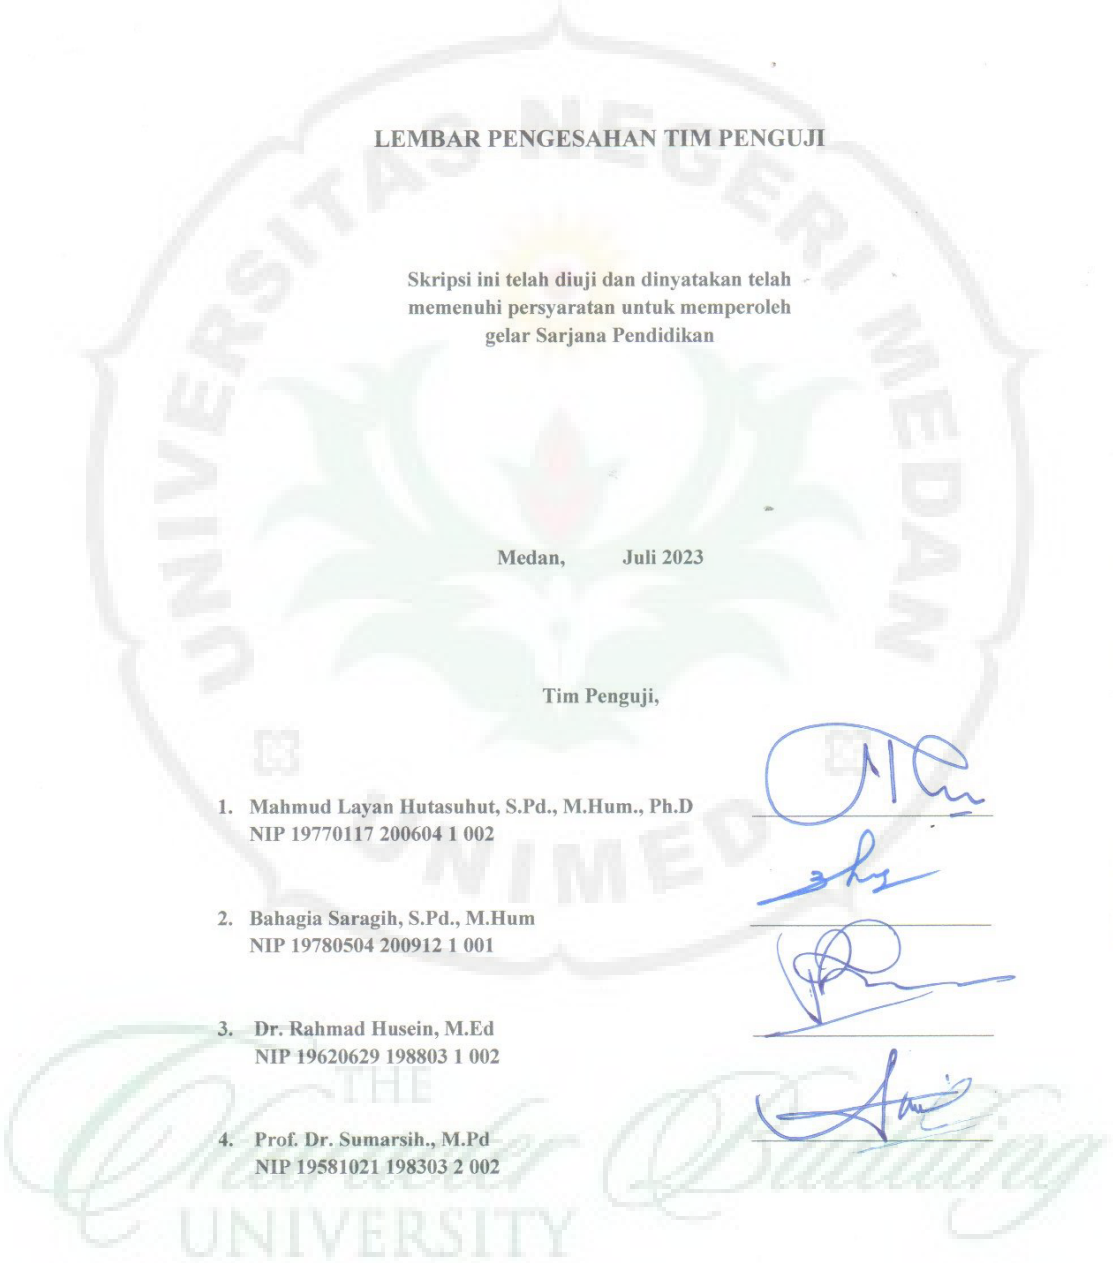 LEMBAR PENGESAHAN TIM PENGUJI
Skripsi ini telah diuji dan dinyatakan telah
memenuhi persyaratan untuk memperoleh
gelar Sarjana Pendidikan
Medan, Juli 2023
Tim Penguji,
1. Mahmud Layan Hutasuhut, S.Pd., M.Hum., Ph.D
NIP 19770117 200604 1 002
2. Bahagia Saragih, S.Pd., M.Hum
NIP 19780504 200912 1 001
3. Dr. Rahmad Husein, M.Ed
NIP 19620629 198803 1 002
4. Prof. Dr. Sumarsih., M.Pd
NIP 19581021 198303 2 002
UNIVERSITAS NEGERI MEDAN
UNIMED
THE
Character Building
UNIVERSITY